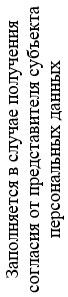 Заполняется в случае получения
согласия от представителя субъекта
персональных данных